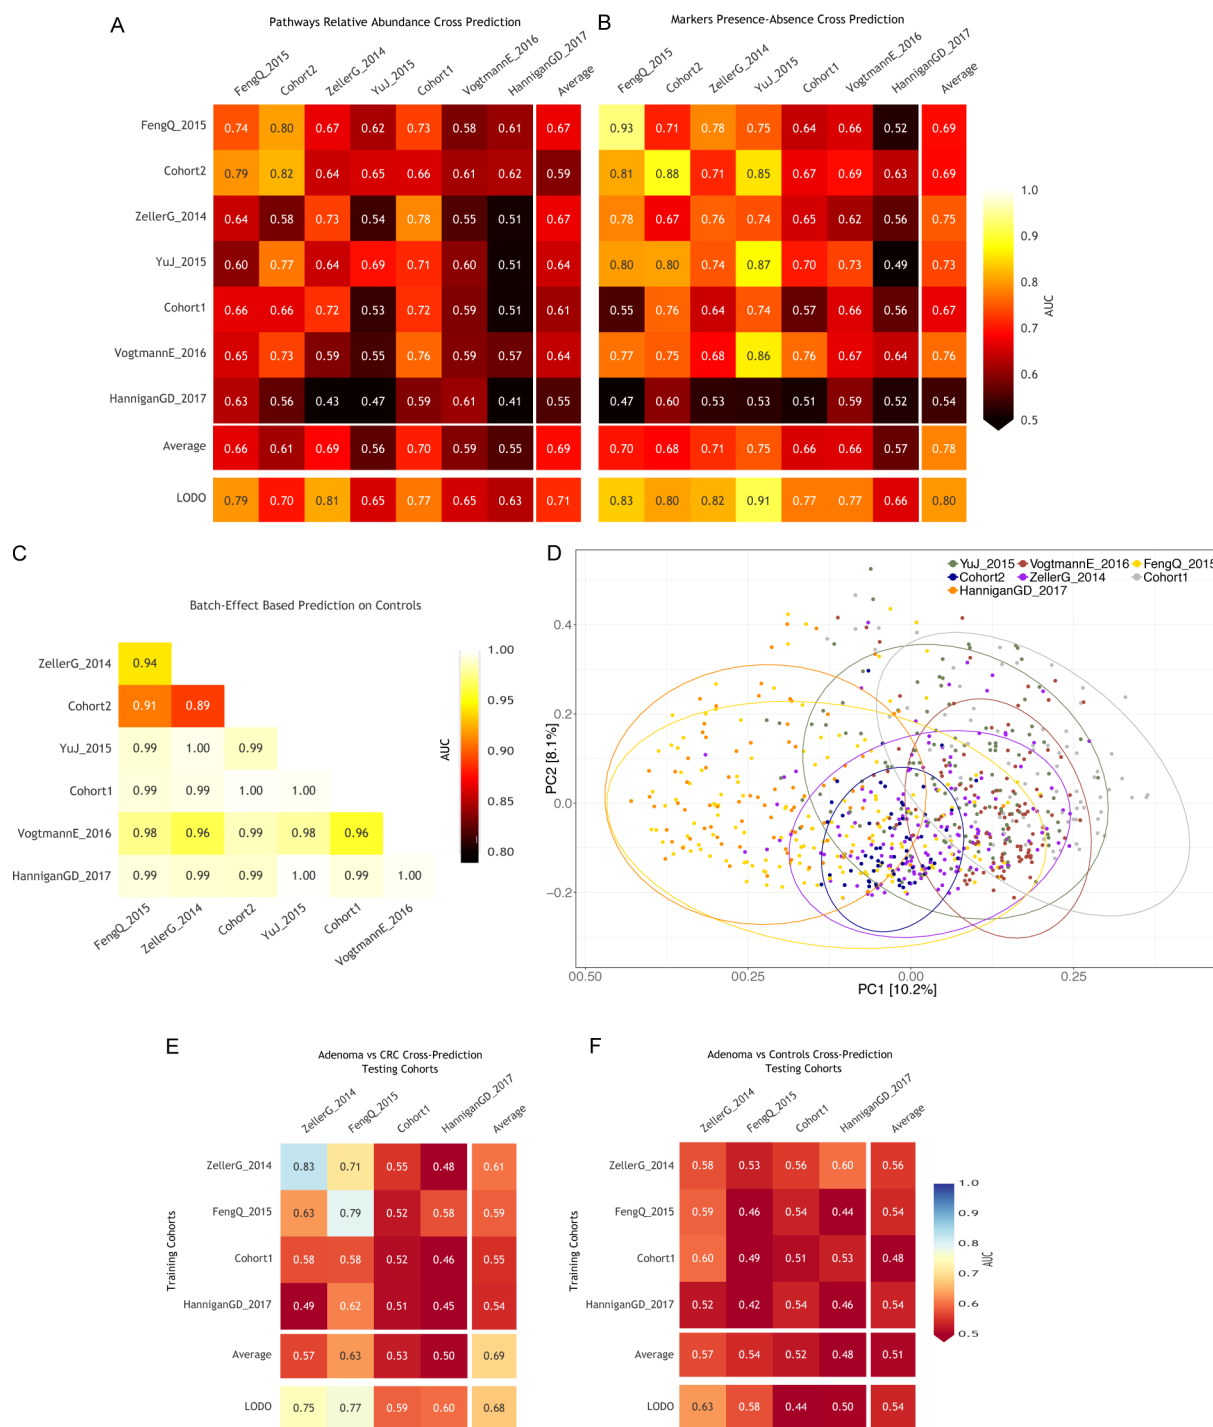 A
Pathways Relative Abundance Cross Prediction
FengQ_2015 Cohort2 ZellerG_2014 YuJ_2015 Cohort1 VogtmannE_2016 HanniganGD_2017 Average
FengQ_2015 0.74 0.80 0.67 0.62 0.73 0.58 0.61 0.67
Cohort2 0.79 0.82 0.64 0.65 0.66 0.61 0.62 0.59
ZellerG_2014 0.64 0.58 0.73 0.54 0.78 0.55 0.51 0.67
YuJ_2015 0.60 0.77 0.64 0.69 0.71 0.60 0.51 0.64
Cohort1 0.66 0.66 0.72 0.53 0.72 0.59 0.51 0.61
VogtmannE_2016 0.65 0.73 0.59 0.55 0.76 0.59 0.57 0.64
HanniganGD_2017 0.63 0.56 0.43 0.47 0.59 0.61 0.41 0.55
Average 0.66 0.61 0.69 0.56 0.70 0.59 0.55 0.69
LODO 0.79 0.70 0.81 0.65 0.77 0.65 0.63 0.71
B
Markers Presence-Absence Cross Prediction
FengQ_2015 Cohort2 ZellerG_2014 YuJ_2015 Cohort1 VogtmannE_2016 HanniganGD_2017 Average
0.93 0.71 0.78 0.75 0.64 0.66 0.52 0.69
0.81 0.88 0.71 0.85 0.67 0.69 0.63 0.69
0.78 0.67 0.76 0.74 0.65 0.62 0.56 0.75
0.80 0.80 0.74 0.87 0.70 0.73 0.49 0.73
0.55 0.76 0.64 0.74 0.57 0.66 0.56 0.67
0.77 0.75 0.68 0.86 0.76 0.67 0.64 0.76
0.47 0.60 0.53 0.53 0.51 0.59 0.52 0.54
0.70 0.68 0.71 0.75 0.66 0.66 0.57 0.78
0.83 0.80 0.82 0.91 0.77 0.77 0.66 0.80
1.0
0.9
0.8
0.7
0.6
0.5
AUC
C
Batch-Effect Based Prediction on Controls
ZellerG_2014 0.94
Cohort2 0.91 0.89
YuJ_2015 0.99 1.00 0.99
Cohort1 0.99 0.99 1.00 1.00
VogtmannE_2016 0.98 0.96 0.99 0.98 0.96
HanniganGD_2017 0.99 0.99 0.99 1.00 0.99 1.00
FengQ_2015 ZellerG_2014 Cohort2 YuJ_2015 Cohort1 VogtmannE_2016
1.00
0.95
0.90
0.85
0.80
AUC
D
YuJ_2015 VogtmannE_2016 FengQ_2015
Cohort2 ZellerG_2014 Cohort1
HanniganGD_2017
0.4
0.2
0.0
−0.2
PC2 [8.1%]
00.50 00.25 0.00 0.25
PC1 [10.2%]
E
Adenoma vs CRC Cross-Prediction
Testing Cohorts
ZellerG_2014 FengQ_2015 Cohort1 HanniganGD_2017 Average
Training Cohorts
ZellerG_2014 0.83 0.71 0.55 0.48 0.61
FengQ_2015 0.63 0.79 0.52 0.58 0.59
Cohort1 0.58 0.58 0.52 0.46 0.55
HanniganGD_2017 0.49 0.62 0.51 0.45 0.54
Average 0.57 0.63 0.53 0.50 0.69
LODO 0.75 0.77 0.59 0.60 0.68
F
Adenoma vs Controls Cross-Prediction
Testing Cohorts
ZellerG_2014 FengQ_2015 Cohort1 HanniganGD_2017 Average
Training Cohorts
ZellerG_2014 0.58 0.53 0.56 0.60 0.56
FengQ_2015 0.59 0.46 0.54 0.44 0.54
Cohort1 0.60 0.49 0.51 0.53 0.48
HanniganGD_2017 0.52 0.42 0.54 0.46 0.54
Average 0.57 0.54 0.52 0.48 0.51
LODO 0.63 0.58 0.44 0.50 0.54
1.0
0.9
0.8
0.7
0.6
0.5
AUC